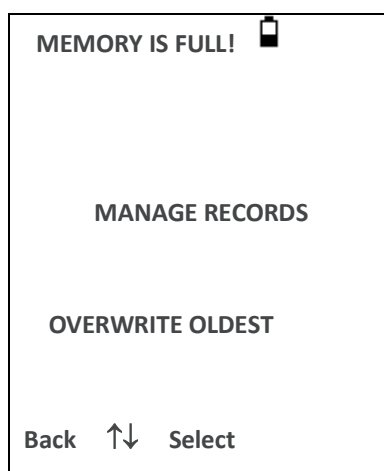 MEMORY IS FULL!
MANAGE RECORDS
OVERWRITE OLDEST
Back ↑↓ Select